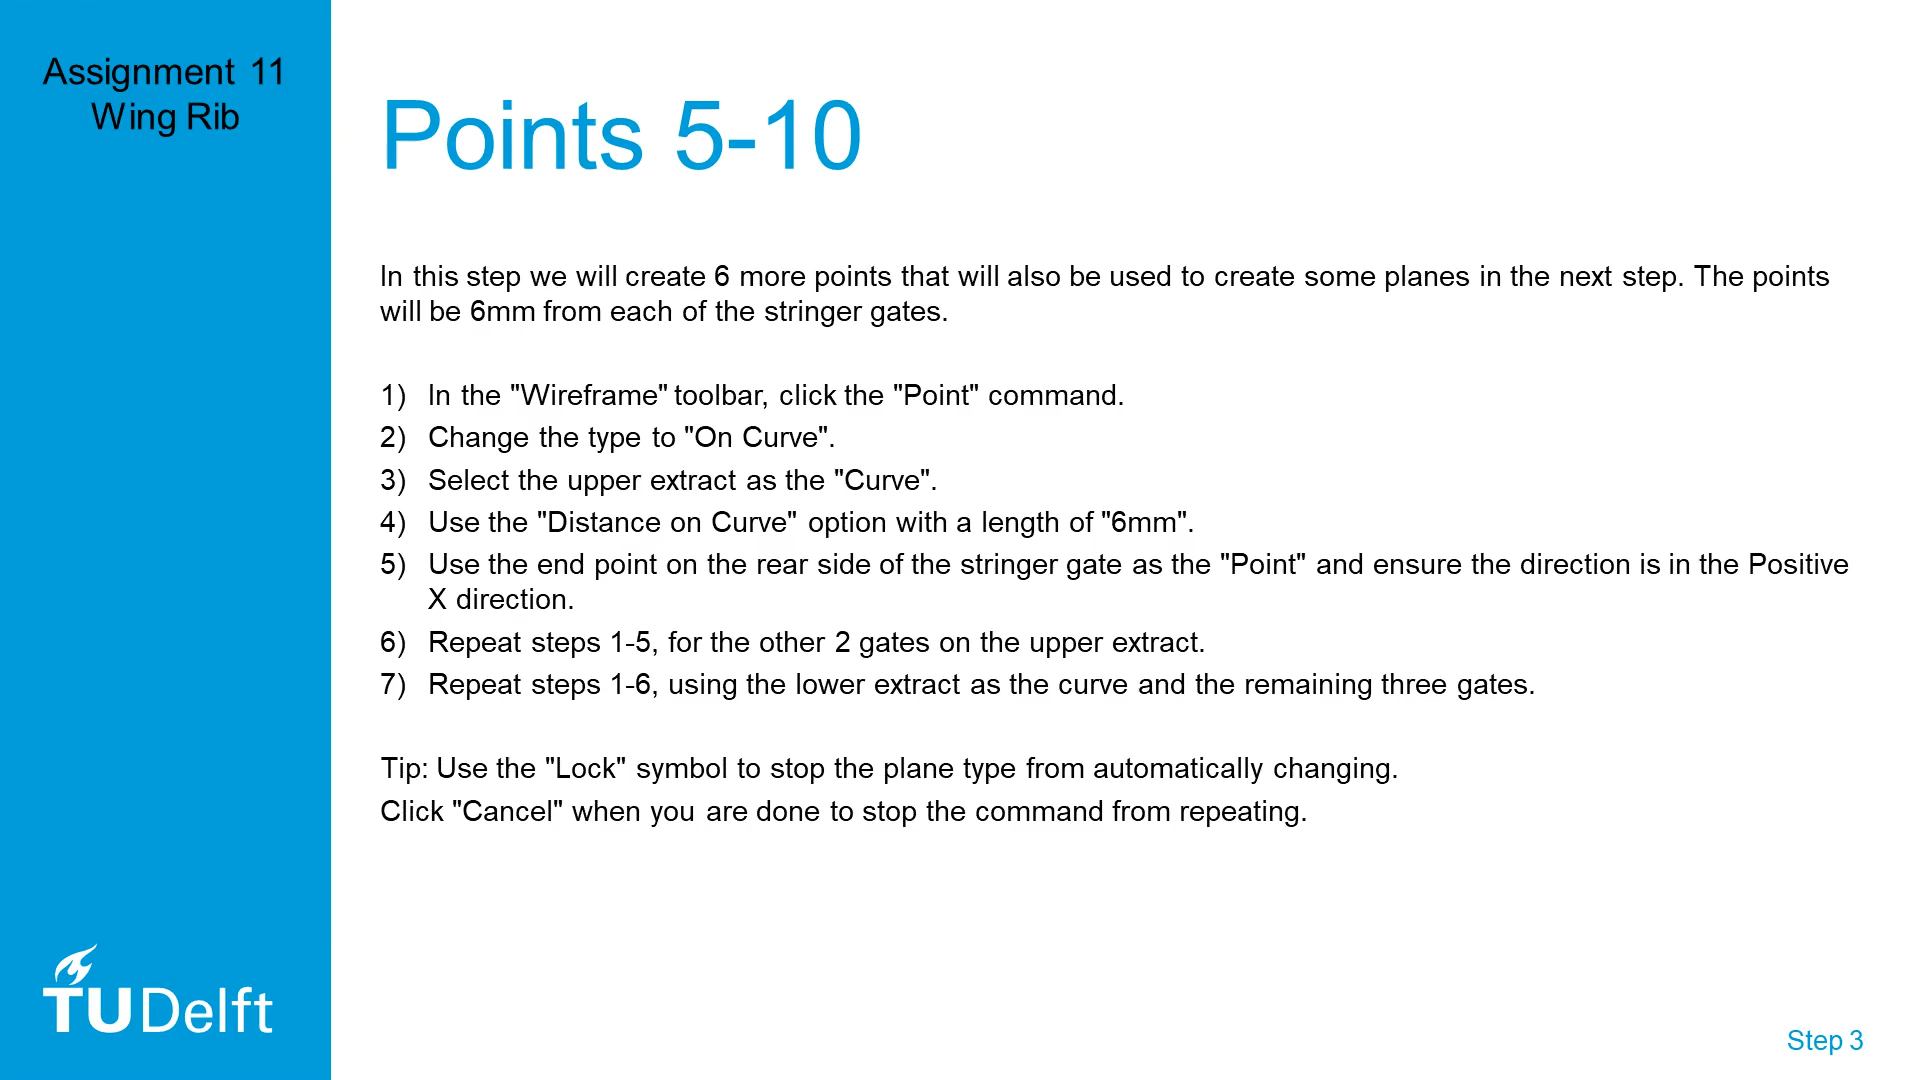 Assignment 11
Wing Rib
Points 5-10
In this step we will create 6 more points that will also be used to create some planes in the next step. The points
will be 6mm from each of the stringer gates.
1) In the "Wireframe" toolbar, click the "Point" command.
2) Change the type to "On Curve".
3) Select the upper extract as the "Curve".
4) Use the "Distance on Curve" option with a length of "6mm".
5) Use the end point on the rear side of the stringer gate as the "Point" and ensure the direction is in the Positive
X direction.
6) Repeat steps 1-5, for the other 2 gates on the upper extract.
7) Repeat steps 1-6, using the lower extract as the curve and the remaining three gates.
Tip: Use the "Lock" symbol to stop the plane type from automatically changing.
Click "Cancel" when you are done to stop the command from repeating.
TUDelft
Step 3